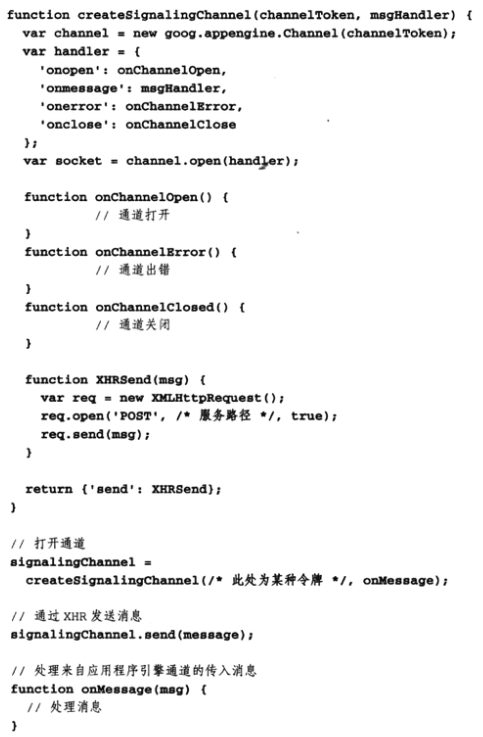 function createSignalingChannel(channelToken, msgHandler) {
  var channel = new goog.appengine.Channel(channelToken);
  var handler = {
    'onopen': onChannelOpen,
    'onmessage': msgHandler,
    'onerror': onChannelError,
    'onclose': onChannelClose
  };
  var socket = channel.open(handler);

  function onChannelOpen() {
          // 通道打开
  }
  function onChannelError() {
          // 通道出错
  }
  function onChannelClosed() {
          // 通道关闭
  }

  function XHRSend(msg) {
    var req = new XMLHttpRequest();
    req.open('POST', /* 服务路径 */, true);
    req.send(msg);
  }

  return {'send': XHRSend};
}

// 打开通道
signalingChannel =
  createSignalingChannel(/* 此处为某种令牌 */, onMessage);

// 通过 XHR 发送消息
signalingChannel.send(message);

// 处理来自应用程序引擎通道的传入消息
function onMessage(msg) {
  // 处理消息
}